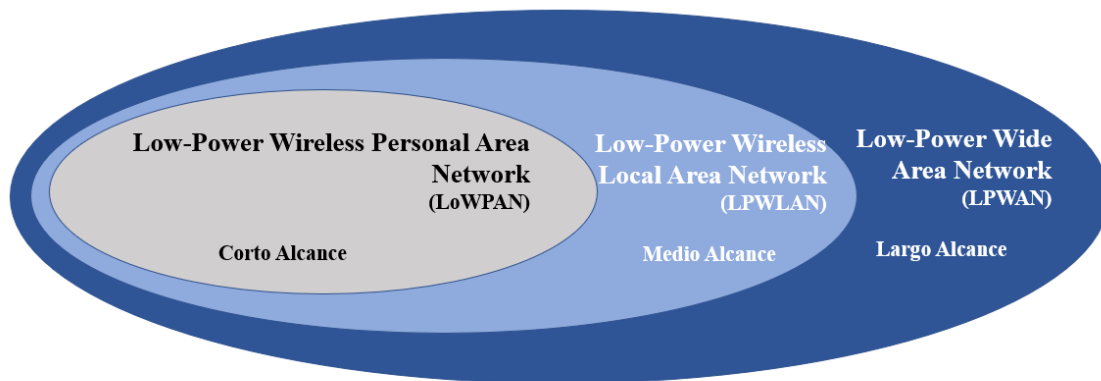 Low-Power Wireless Personal Area
Network
(LoWPAN)
Corto Alcance
Low-Power Wireless
Local Area Network
(LPWLAN)
Medio Alcance
Low-Power Wide
Area Network
(LPWAN)
Largo Alcance